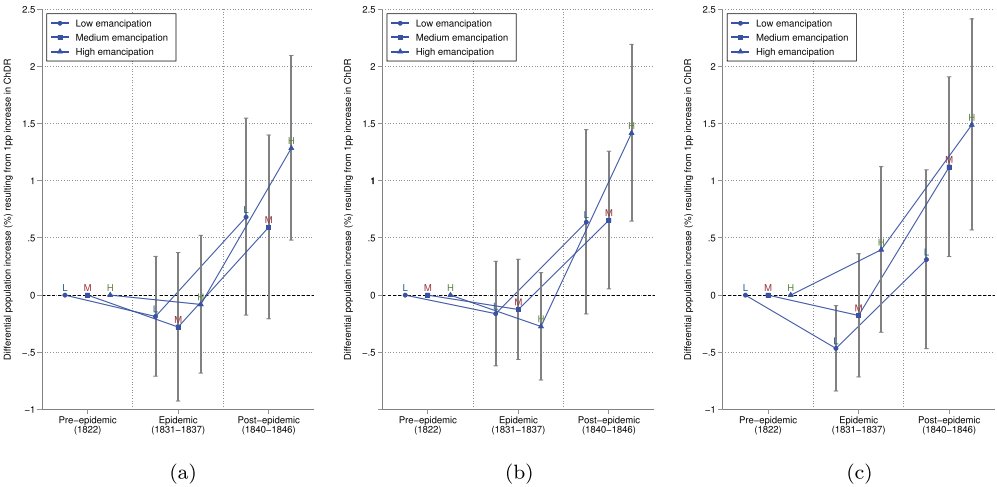 Differential population increase (%) resulting from 1pp increase in ChDR
2.5
2
1.5
1
.5
0
−.5
−1
Low emancipation
Medium emancipation
High emancipation
L
M
H
L
M
H
L
M
H
Pre−epidemic
(1822)
Epidemic
(1831−1837)
Post−epidemic
(1840−1846)
(a)
Differential population increase (%) resulting from 1pp increase in ChDR
2.5
2
1.5
1
.5
0
−.5
−1
Low emancipation
Medium emancipation
High emancipation
L
M
H
L
M
H
L
M
H
Pre−epidemic
(1822)
Epidemic
(1831−1837)
Post−epidemic
(1840−1846)
(b)
Differential population increase (%) resulting from 1pp increase in ChDR
2.5
2
1.5
1
.5
0
−.5
−1
Low emancipation
Medium emancipation
High emancipation
L
M
H
L
M
H
L
M
H
Pre−epidemic
(1822)
Epidemic
(1831−1837)
Post−epidemic
(1840−1846)
(c)